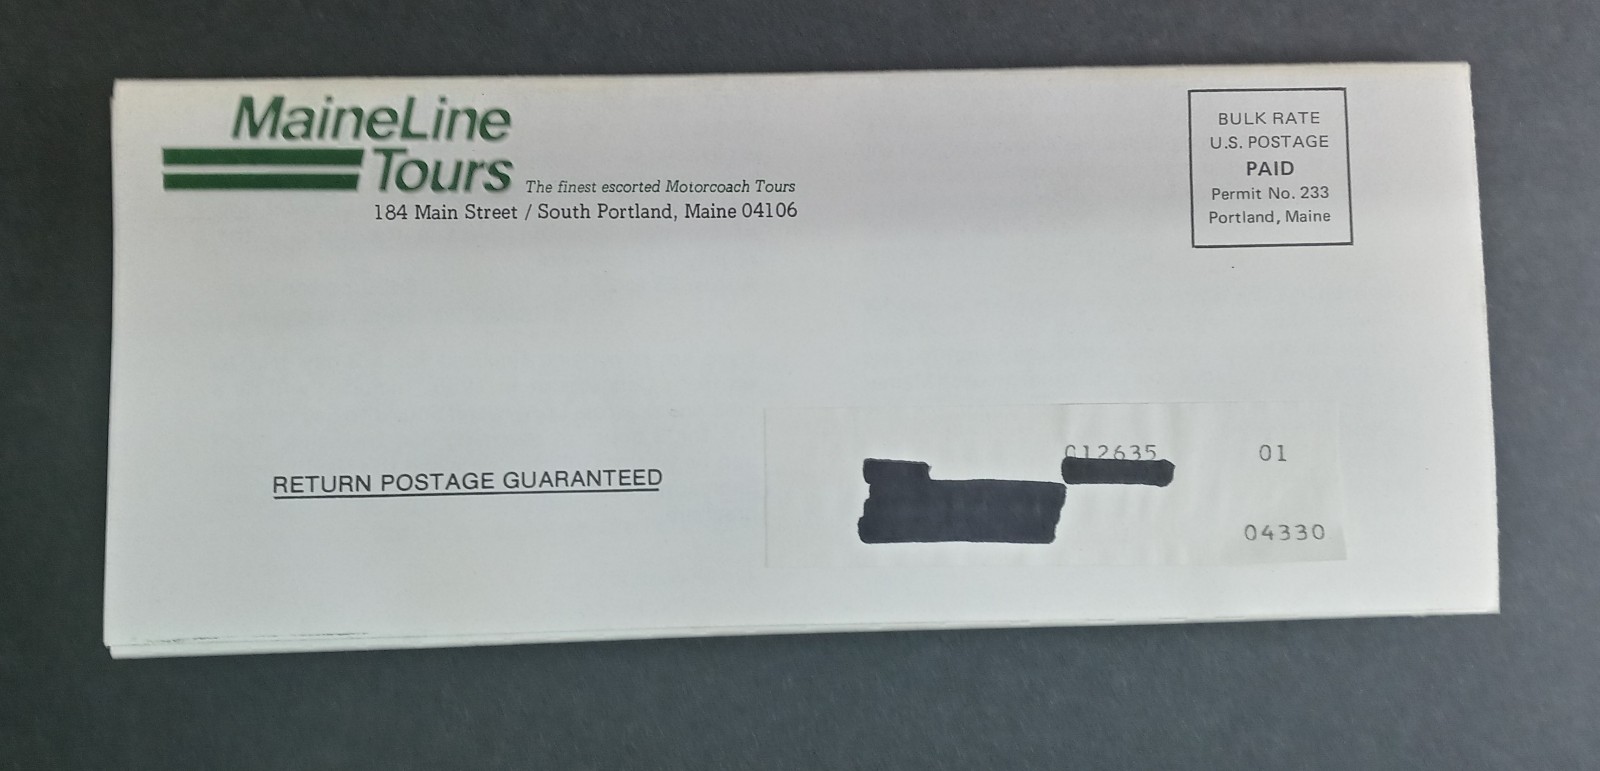 MaineLine
Tours
The finest escorted Motorcoach Tours
184 Main Street / South Portland, Maine 04106
BULK RATE
U.S. POSTAGE
PAID
Permit No. 233
Portland, Maine
RETURN POSTAGE GUARANTEED
012635 01
04330